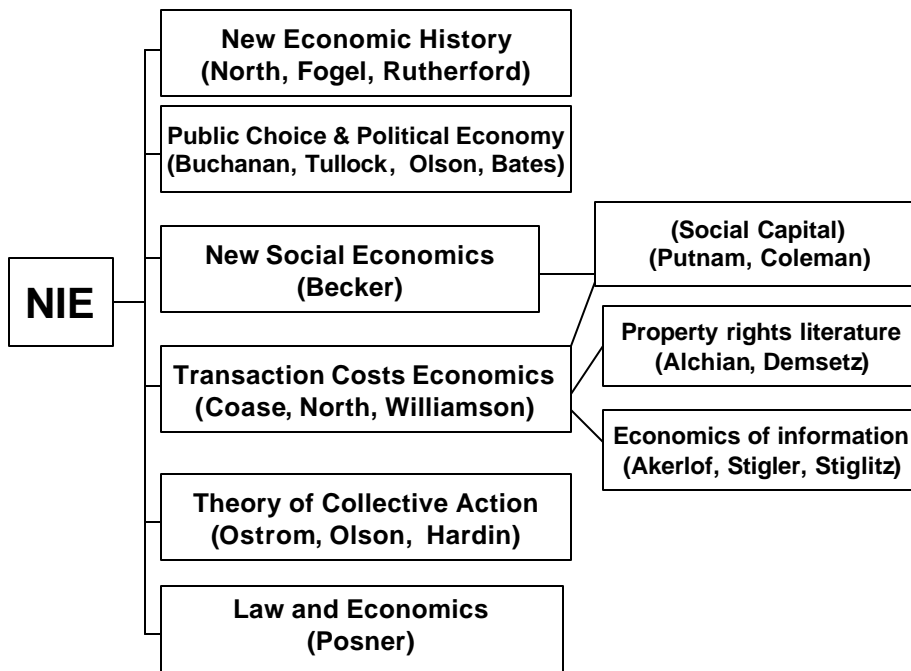 NIE
New Economic History
(North, Fogel, Rutherford)
Public Choice & Political Economy
(Buchanan, Tullock, Olson, Bates)
New Social Economics
(Becker)
(Social Capital)
(Putnam, Coleman)
Transaction Costs Economics
(Coase, North, Williamson)
Property rights literature
(Alchian, Demsetz)
Economics of information
(Akerlof, Stigler, Stiglitz)
Theory of Collective Action
(Ostrom, Olson, Hardin)
Law and Economics
(Posner)